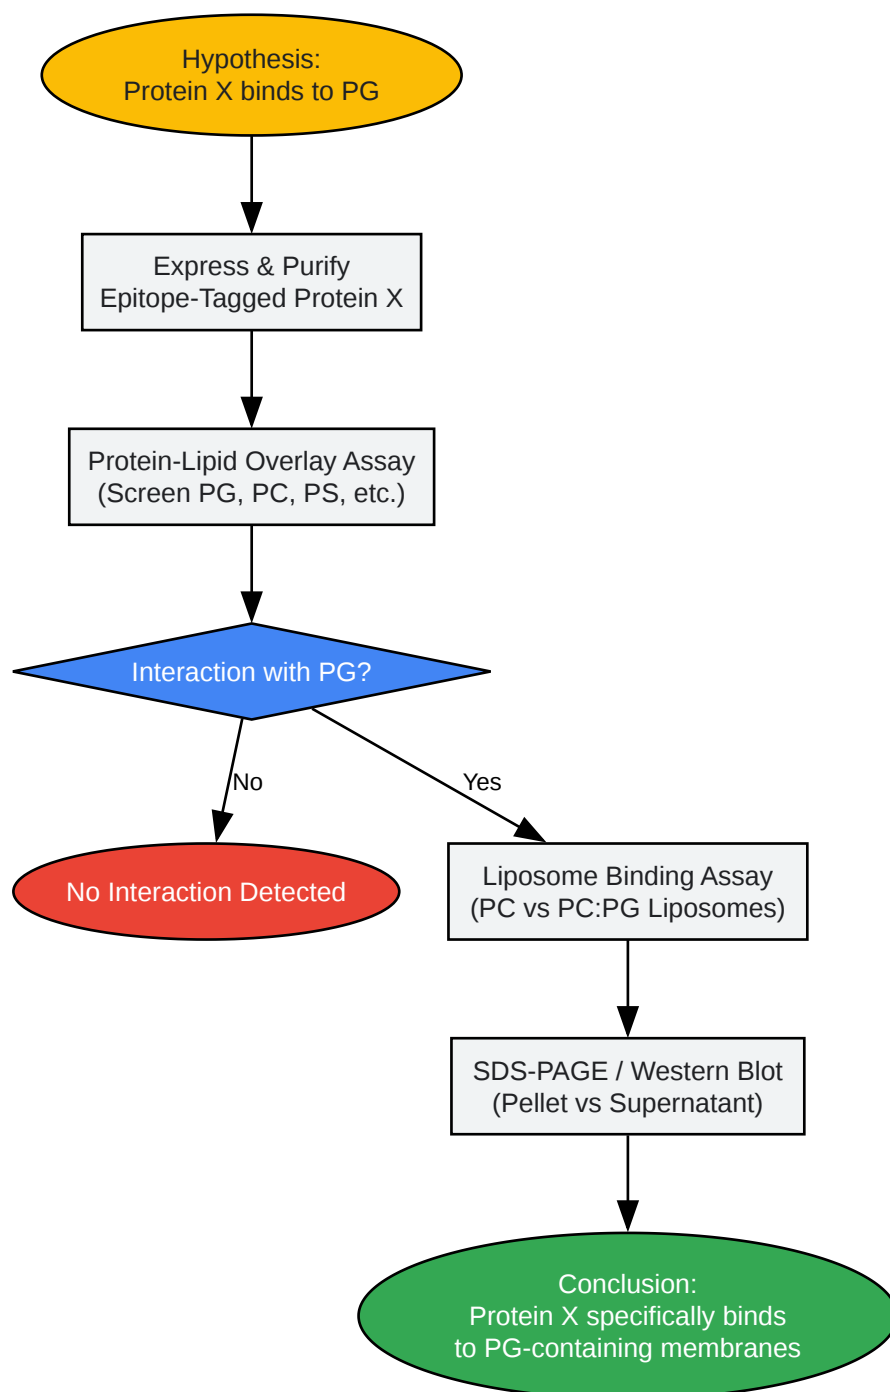 Hypothesis:
Protein X binds to PG
Express & Purify
Epitope-Tagged Protein X
Protein-Lipid Overlay Assay
(Screen PG, PC, PS, etc.)
Interaction with PG?
No
Yes
No Interaction Detected
Liposome Binding Assay
(PC vs PC:PG Liposomes)
SDS-PAGE / Western Blot
(Pellet vs Supernatant)
Conclusion:
Protein X specifically binds
to PG-containing membranes